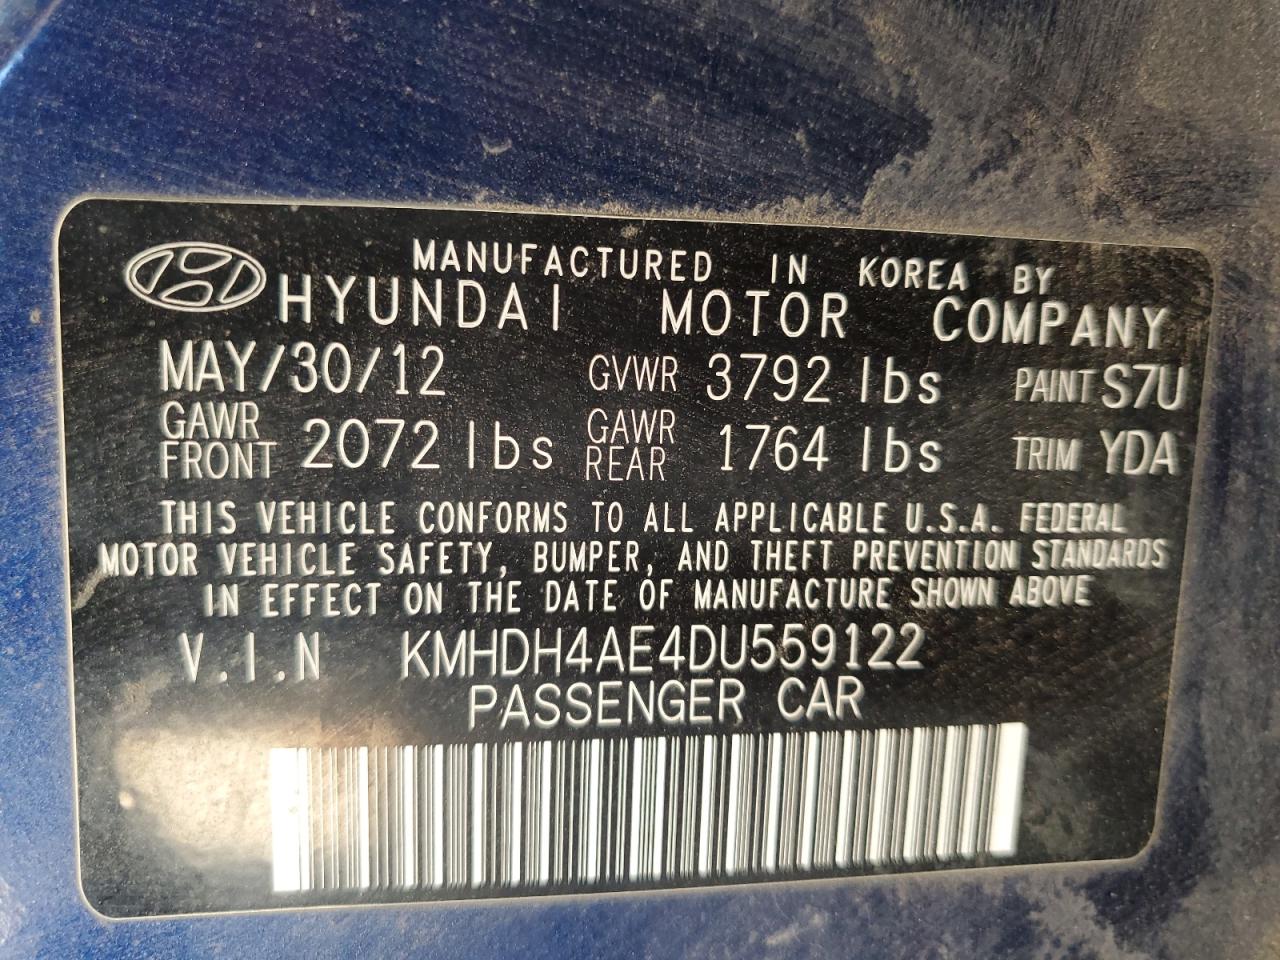 MANUFACTURED IN KOREA BY
HYUNDAI MOTOR COMPANY
MAY/30/12 GVWR 3792 lbs PAINT S7U
GAWR FRONT 2072 lbs GAWR REAR 1764 lbs TRIM YDA
THIS VEHICLE CONFORMS TO ALL APPLICABLE U.S.A. FEDERAL
MOTOR VEHICLE SAFETY, BUMPER, AND THEFT PREVENTION STANDARDS
IN EFFECT ON THE DATE OF MANUFACTURE SHOWN ABOVE
V.I.N KMHDH4AE4DU559122
PASSENGER CAR